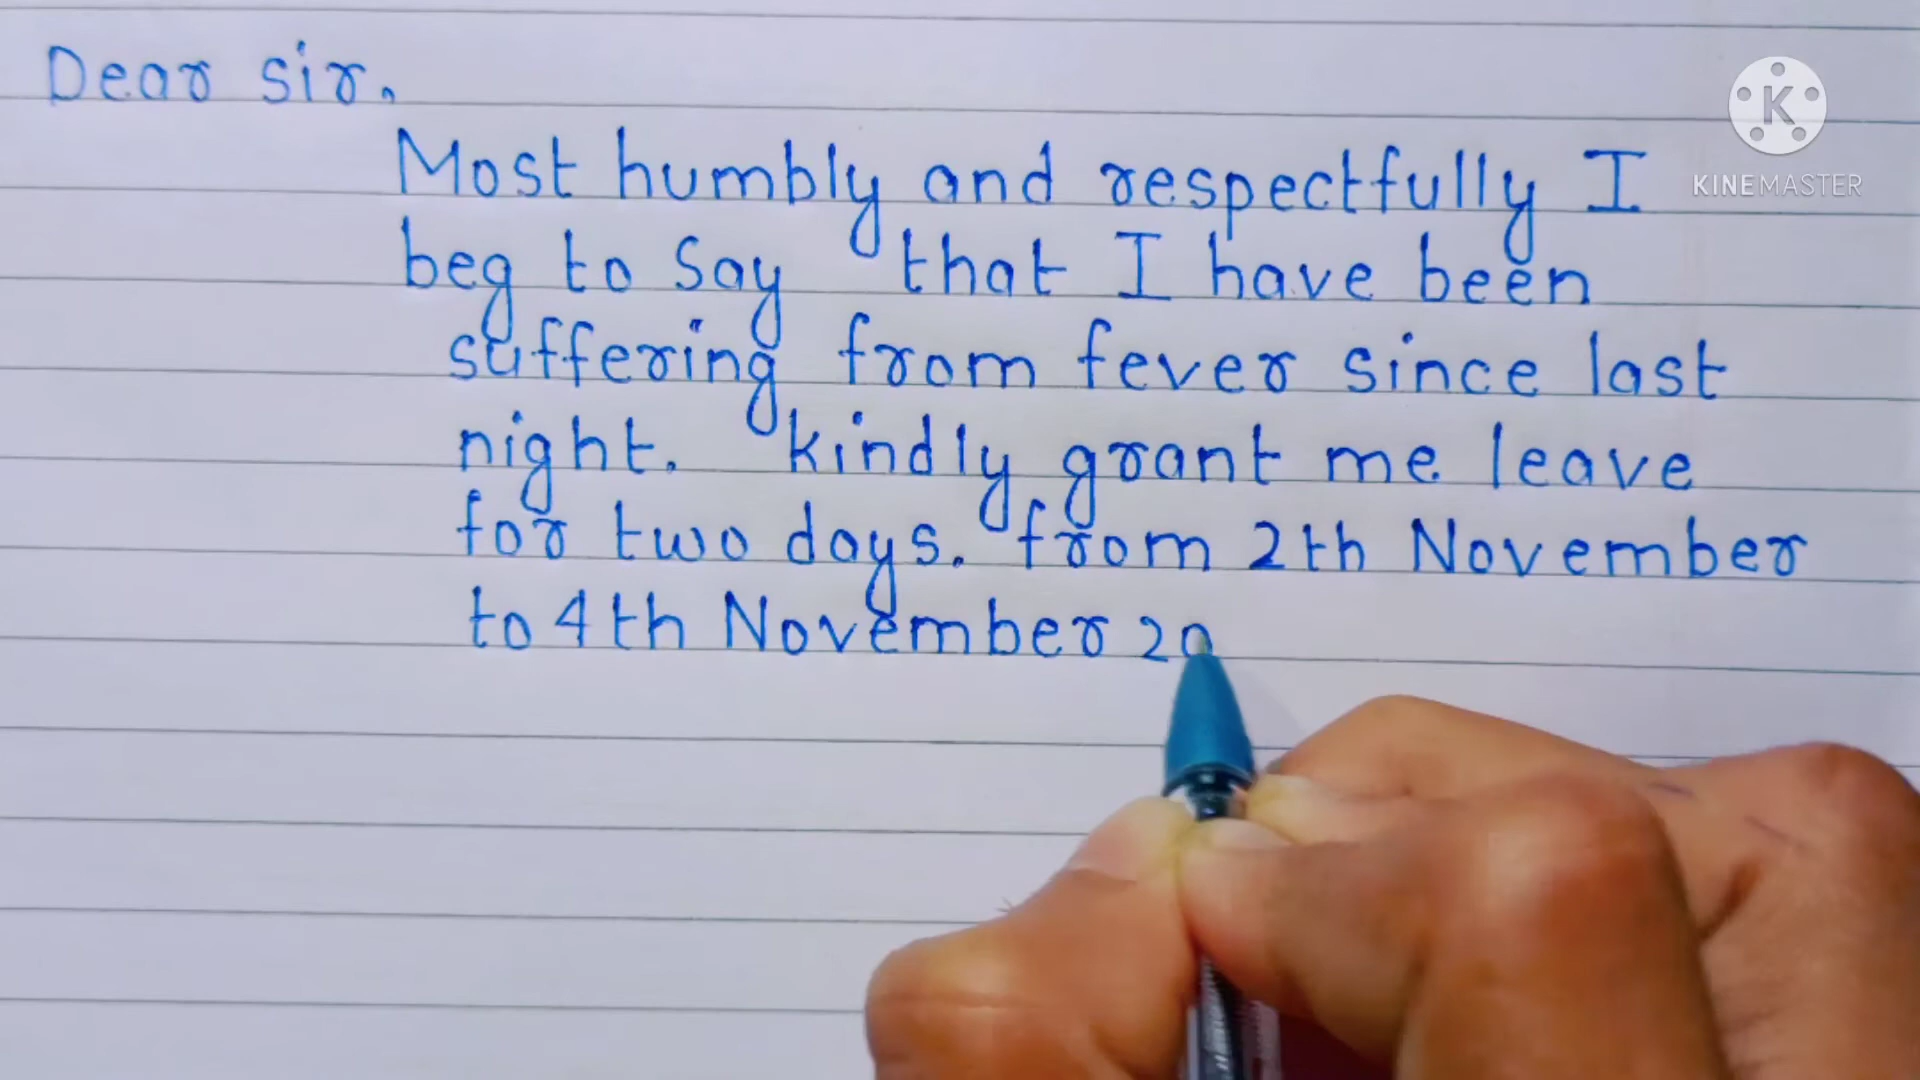 Dear sir,
Most humbly and respectfully I
beg to say that I have been
suffering from fever since last
night. kindly grant me leave
for two days. from 2th November
to 4th November 20
KINEMASTER